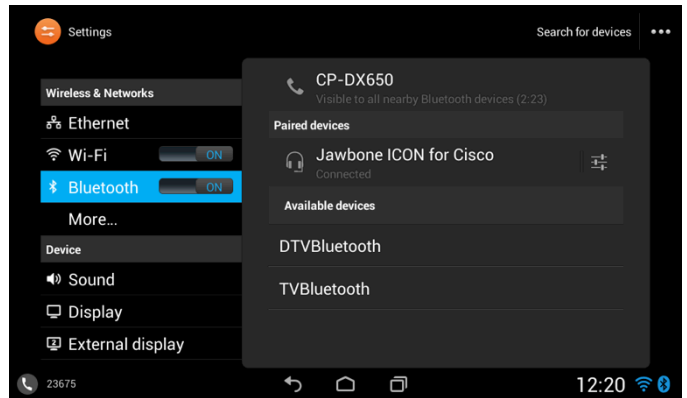 Settings
Search for devices
Wireless & Networks
Ethernet
Wi-Fi ON
Bluetooth ON
More...
Device
Sound
Display
2 External display
CP-DX650
Visible to all nearby Bluetooth devices (2:23)
Paired devices
Jawbone ICON for Cisco
Connected
Available devices
DTVBluetooth
TVBluetooth
23675
12:20